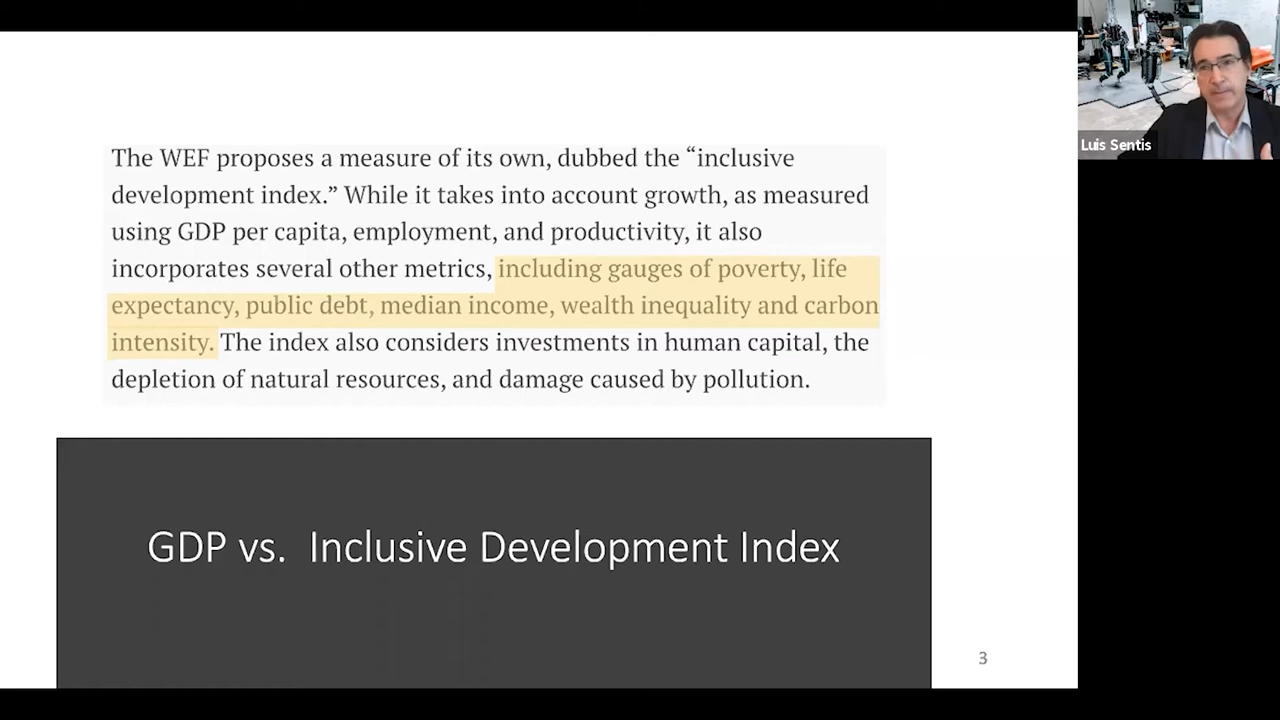 The WEF proposes a measure of its own, dubbed the “inclusive
development index.” While it takes into account growth, as measured
using GDP per capita, employment, and productivity, it also
incorporates several other metrics, including gauges of poverty, life
expectancy, public debt, median income, wealth inequality and carbon
intensity. The index also considers investments in human capital, the
depletion of natural resources, and damage caused by pollution.
GDP vs.  Inclusive Development Index
3
Luis Sentis